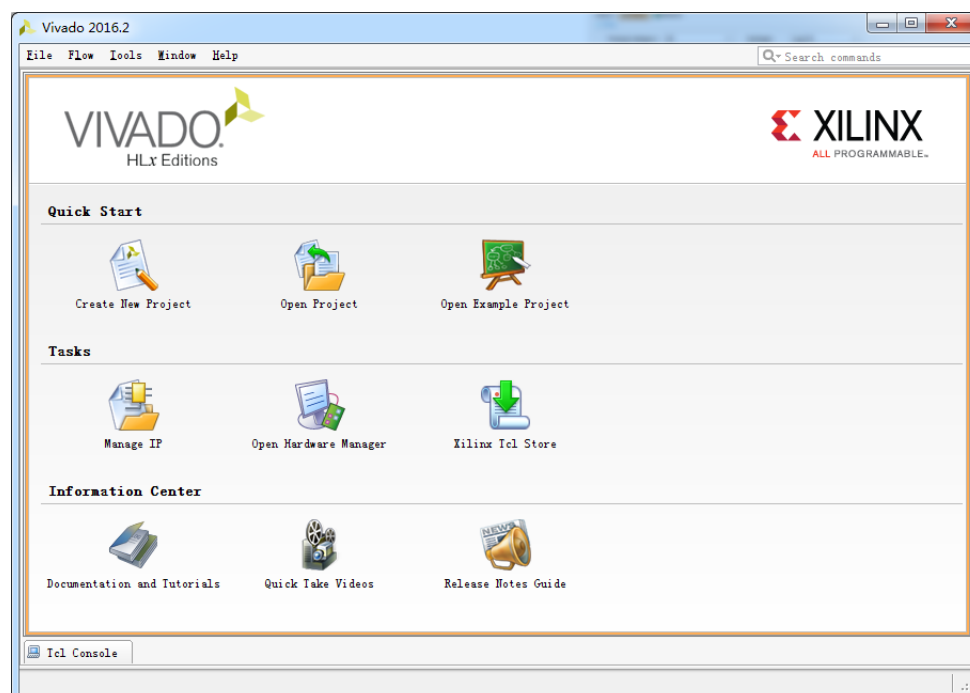 Vivado 2016.2
File Flow Tools Window Help
Search commands
VIVADO.
HLx Editions
XILINX
ALL PROGRAMMABLE™
Quick Start
Create New Project
Open Project
Open Example Project
Tasks
Manage IP
Open Hardware Manager
Xilinx Tcl Store
Information Center
NEWS
Documentation and Tutorials
Quick Take Videos
Release Notes Guide
Tcl Console